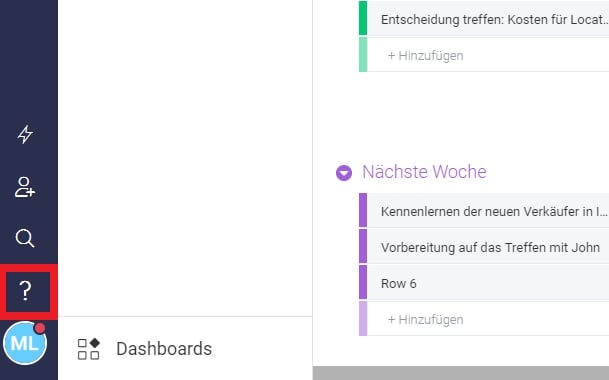 Entscheidung treffen: Kosten für Locat...
+ Hinzufügen
Nächste Woche
Kennenlernen der neuen Verkäufer in I...
Vorbereitung auf das Treffen mit John
Row 6
+ Hinzufügen
?
ML
Dashboards